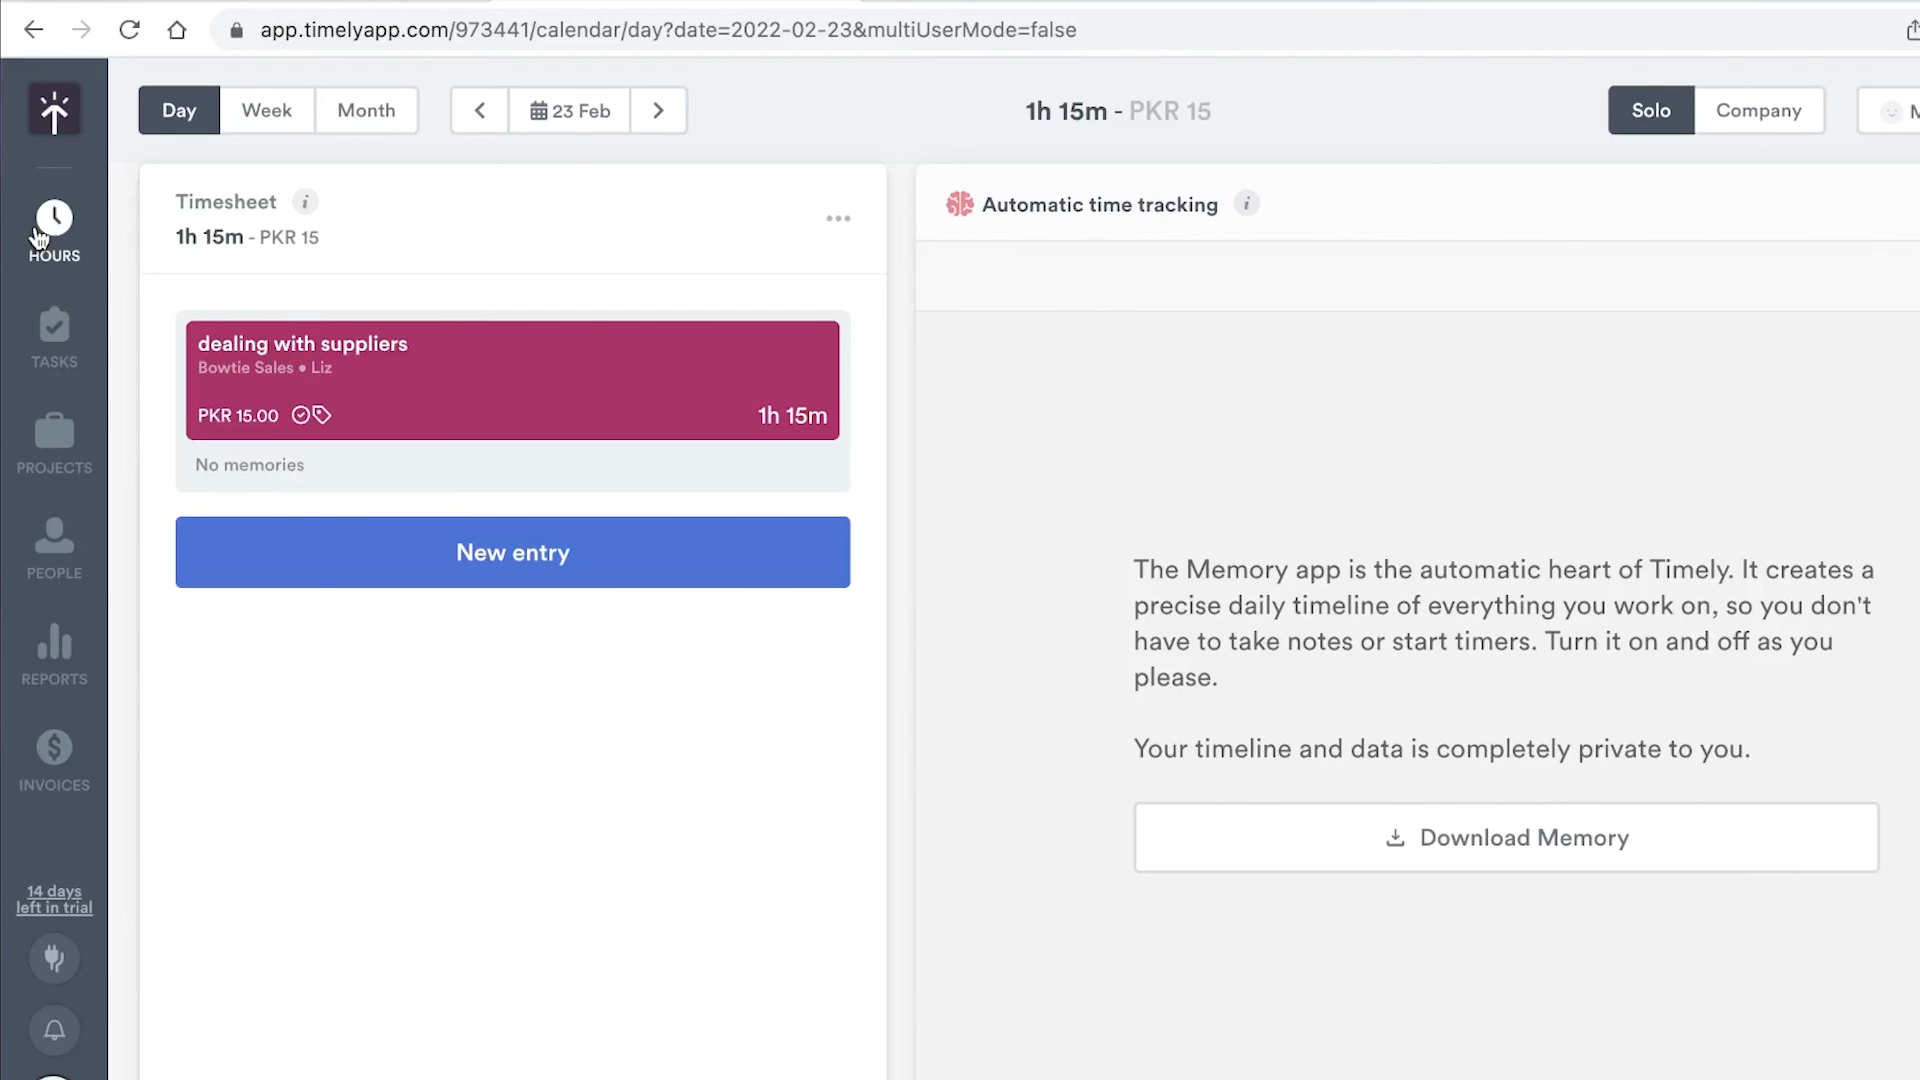 app.timelyapp.com/973441/calendar/day?date=2022-02-23&multiUserMode=false
Day
Week
Month
23 Feb
1h 15m - PKR 15
Solo
Company
M
HOURS
TASKS
PROJECTS
PEOPLE
REPORTS
INVOICES
14 days
left in trial
Timesheet
1h 15m - PKR 15
dealing with suppliers
Bowtie Sales • Liz
PKR 15.00
1h 15m
No memories
New entry
Automatic time tracking
The Memory app is the automatic heart of Timely. It creates a
precise daily timeline of everything you work on, so you don't
have to take notes or start timers. Turn it on and off as you
please.
Your timeline and data is completely private to you.
Download Memory